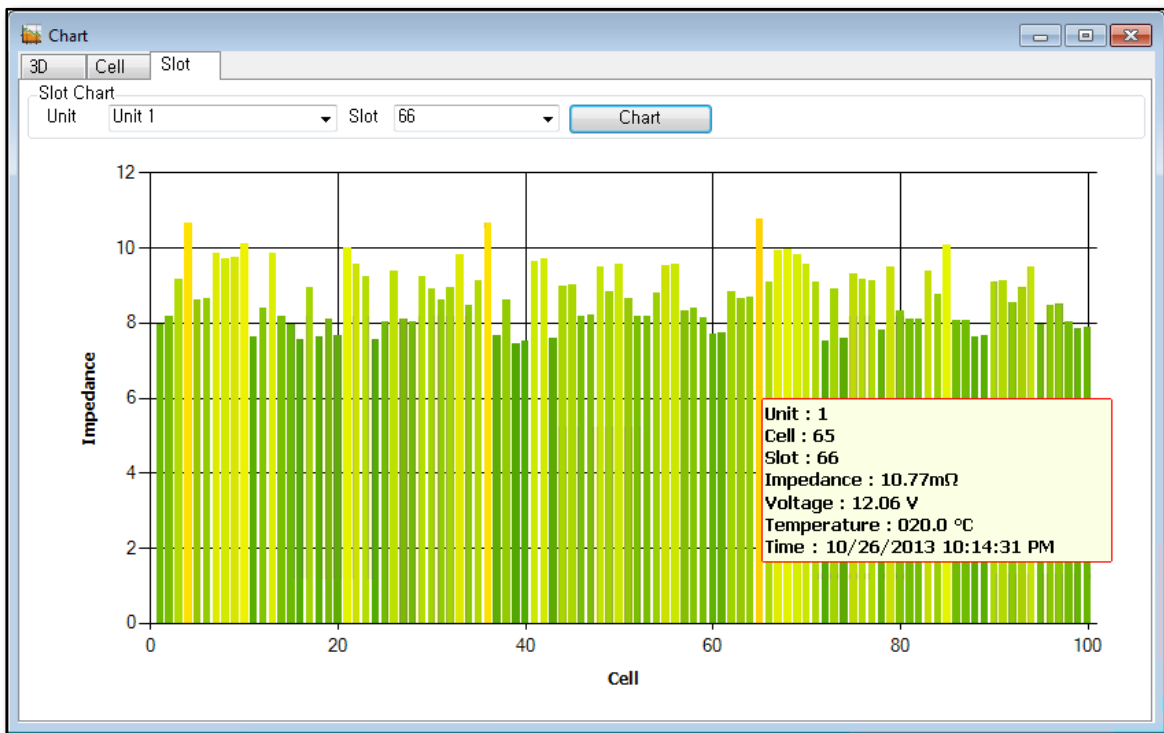 Chart
3D Cell Slot
Slot Chart
Unit Unit 1 Slot 66 Chart
12
10
8
6
4
2
0
Impedance
Unit : 1
Cell : 65
Slot : 66
Impedance : 10.77mΩ
Voltage : 12.06 V
Temperature : 020.0 °C
Time : 10/26/2013 10:14:31 PM
0 20 40 60 80 100
Cell